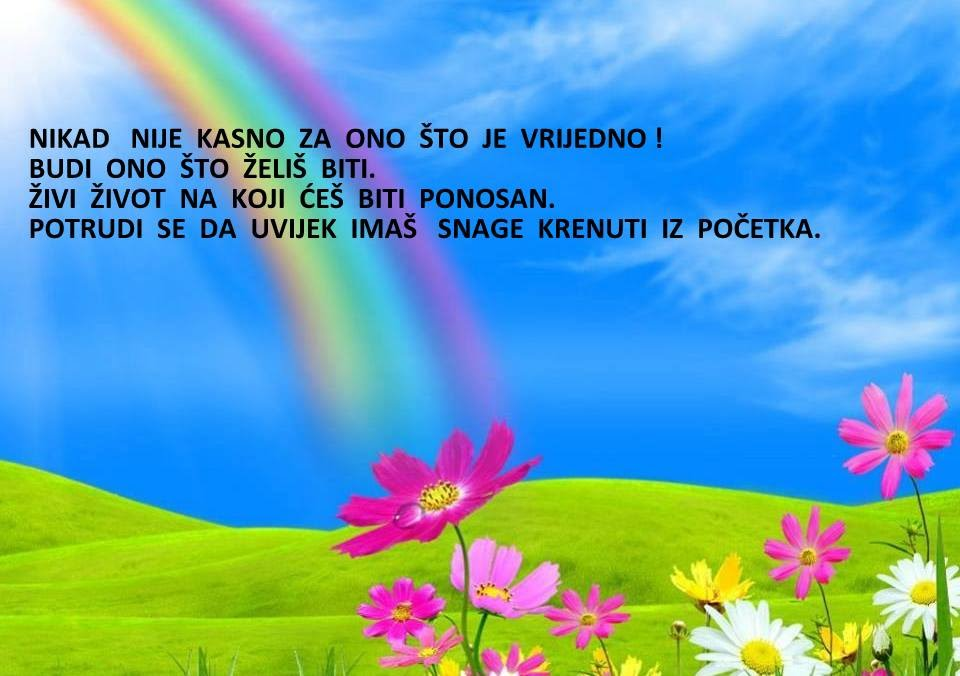 NIKAD NIJE KASNO ZA ONO ŠTO JE VRIJEDNO !
BUDI ONO ŠTO ŽELIŠ BITI.
ŽIVI ŽIVOT NA KOJI ĆEŠ BITI PONOSAN.
POTRUDI SE DA UVIJEK IMAŠ SNAGE KRENUTI IZ POČETKA.